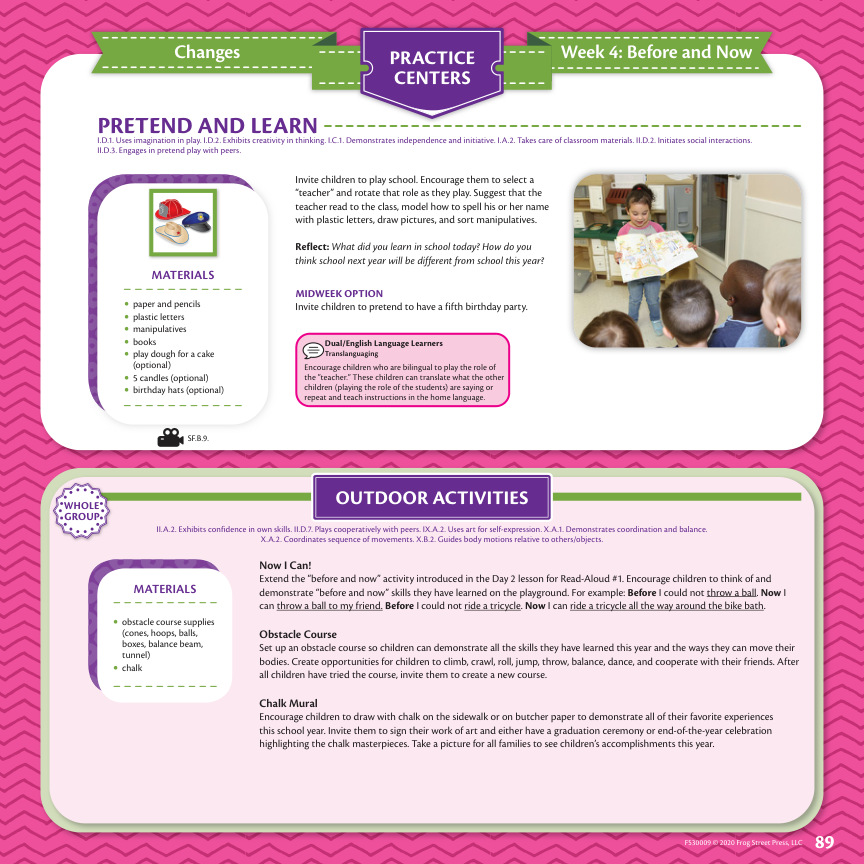 Changes
PRACTICE
CENTERS
Week 4: Before and Now
PRETEND AND LEARN
I.D.1. Uses imagination in play. I.D.2. Exhibits creativity in thinking. I.C.1. Demonstrates independence and initiative. I.A.2. Takes care of classroom materials. II.D.2. Initiates social interactions.
II.D.3. Engages in pretend play with peers.
MATERIALS
• paper and pencils
• plastic letters
• manipulatives
• books
• play dough for a cake
(optional)
• 5 candles (optional)
• birthday hats (optional)
SF.B.9.
Invite children to play school. Encourage them to select a
“teacher” and rotate that role as they play. Suggest that the
teacher read to the class, model how to spell his or her name
with plastic letters, draw pictures, and sort manipulatives.
Reflect: What did you learn in school today? How do you
think school next year will be different from school this year?
MIDWEEK OPTION
Invite children to pretend to have a fifth birthday party.
Dual/English Language Learners
Translanguaging
Encourage children who are bilingual to play the role of
the “teacher.” These children can translate what the other
children (playing the role of the students) are saying or
repeat and teach instructions in the home language.
WHOLE
GROUP
OUTDOOR ACTIVITIES
II.A.2. Exhibits confidence in own skills. II.D.7. Plays cooperatively with peers. IX.A.2. Uses art for self-expression. X.A.1. Demonstrates coordination and balance.
X.A.2. Coordinates sequence of movements. X.B.2. Guides body motions relative to others/objects.
MATERIALS
• obstacle course supplies
(cones, hoops, balls,
boxes, balance beam,
tunnel)
• chalk
Now I Can!
Extend the “before and now” activity introduced in the Day 2 lesson for Read-Aloud #1. Encourage children to think of and
demonstrate “before and now” skills they have learned on the playground. For example: Before I could not throw a ball. Now I
can throw a ball to my friend. Before I could not ride a tricycle. Now I can ride a tricycle all the way around the bike bath.
Obstacle Course
Set up an obstacle course so children can demonstrate all the skills they have learned this year and the ways they can move their
bodies. Create opportunities for children to climb, crawl, roll, jump, throw, balance, dance, and cooperate with their friends. After
all children have tried the course, invite them to create a new course.
Chalk Mural
Encourage children to draw with chalk on the sidewalk or on butcher paper to demonstrate all of their favorite experiences
this school year. Invite them to sign their work of art and either have a graduation ceremony or end-of-the-year celebration
highlighting the chalk masterpieces. Take a picture for all families to see children’s accomplishments this year.
FS30009 © 2020 Frog Street Press, LLC 89